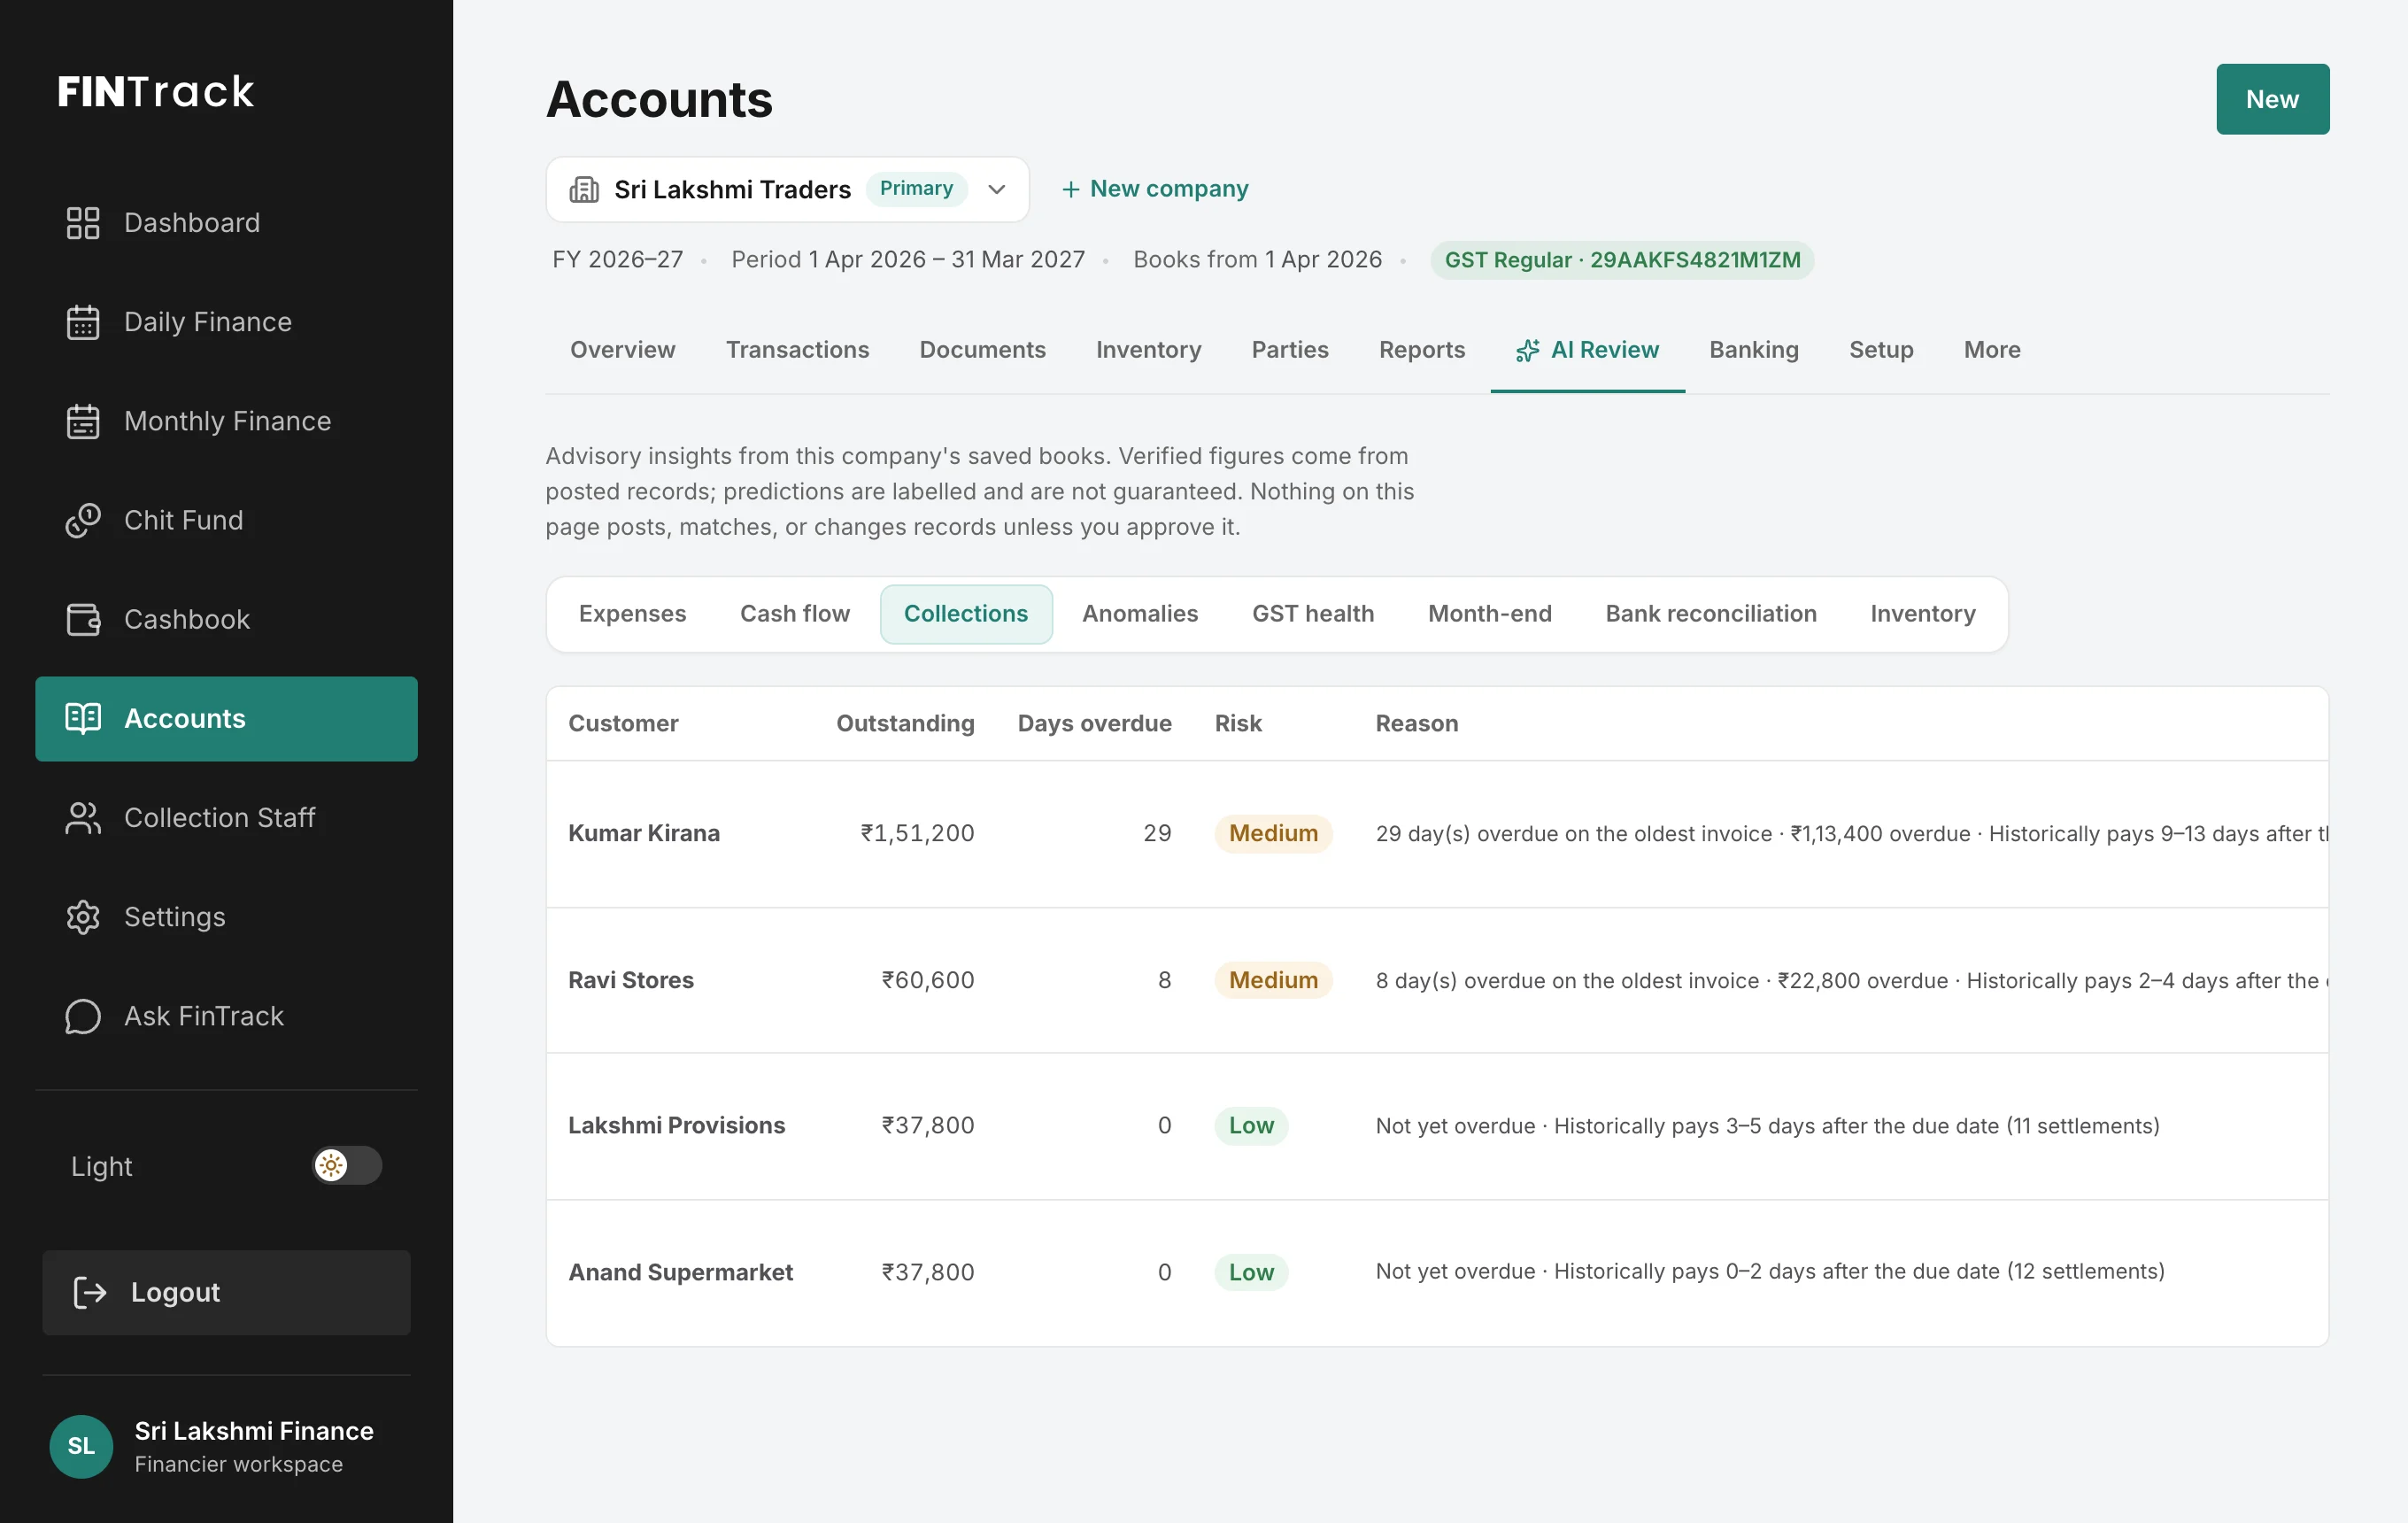 FINTrack
Dashboard
Daily Finance
Monthly Finance
Chit Fund
Cashbook
Accounts
Collection Staff
Settings
Ask FinTrack
Light
Logout
SL
Sri Lakshmi Finance
Financier workspace
Accounts
New
Sri Lakshmi Traders Primary
+ New company
FY 2026–27 • Period 1 Apr 2026 – 31 Mar 2027 • Books from 1 Apr 2026 • GST Regular · 29AAKFS4821M1ZM
Overview Transactions Documents Inventory Parties Reports AI Review Banking Setup More
Advisory insights from this company's saved books. Verified figures come from
posted records; predictions are labelled and are not guaranteed. Nothing on this
page posts, matches, or changes records unless you approve it.
Expenses Cash flow Collections Anomalies GST health Month-end Bank reconciliation Inventory
Customer Outstanding Days overdue Risk Reason
Kumar Kirana ₹1,51,200 29 Medium 29 day(s) overdue on the oldest invoice · ₹1,13,400 overdue · Historically pays 9–13 days after
Ravi Stores ₹60,600 8 Medium 8 day(s) overdue on the oldest invoice · ₹22,800 overdue · Historically pays 2–4 days after the
Lakshmi Provisions ₹37,800 0 Low Not yet overdue · Historically pays 3–5 days after the due date (11 settlements)
Anand Supermarket ₹37,800 0 Low Not yet overdue · Historically pays 0–2 days after the due date (12 settlements)